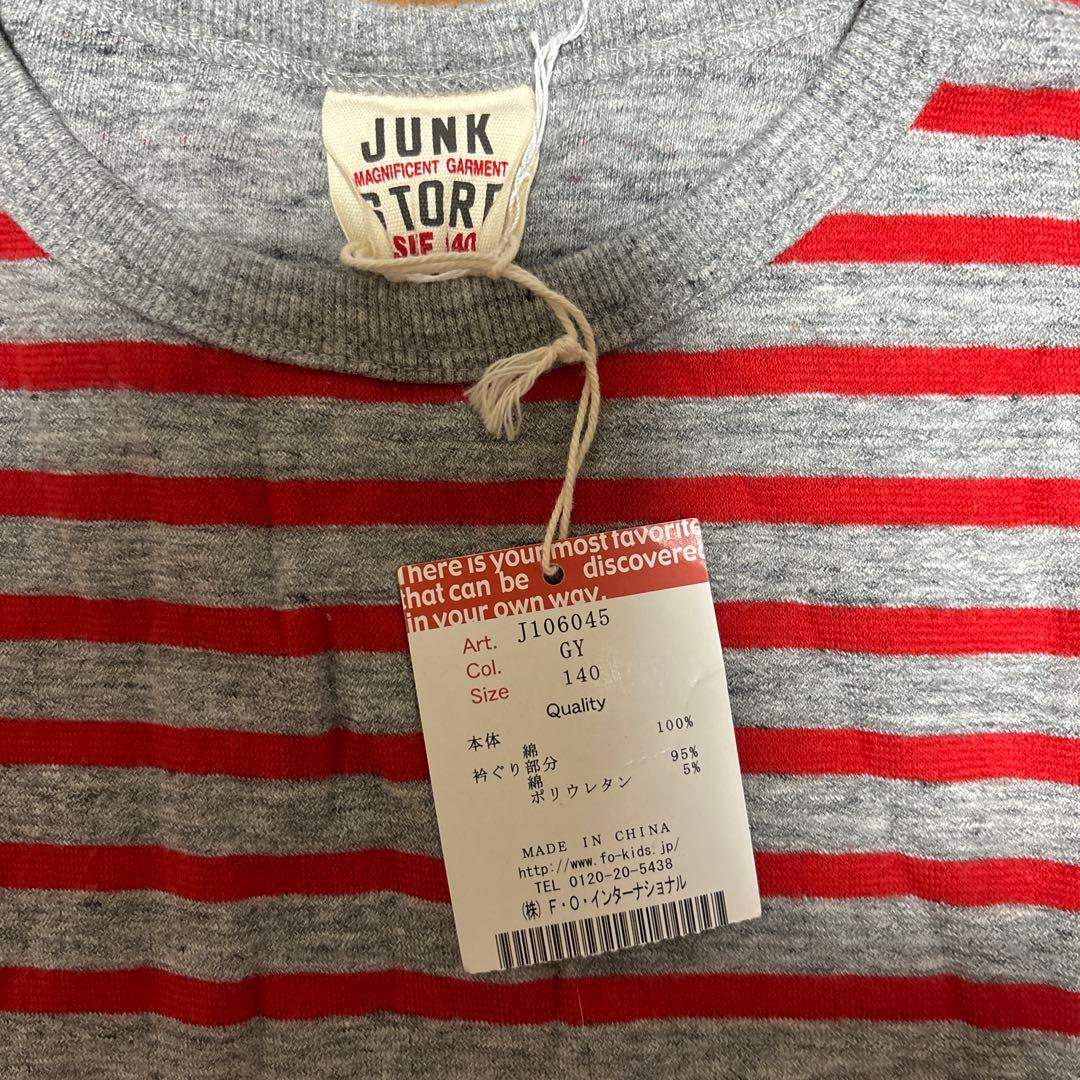 JUNK
MAGNIFICENT GARMENT
STORE
140
There is your most favorite
that can be discovered
in your own way.
Art. J106045
Col. GY
Size 140
Quality
本体
綿 100%
衿ぐり部分
綿 95%
ポリウレタン 5%
MADE IN CHINA
http://www.fo-kids.jp/
TEL 0120-20-5438
㈱ F・O・インターナショナル